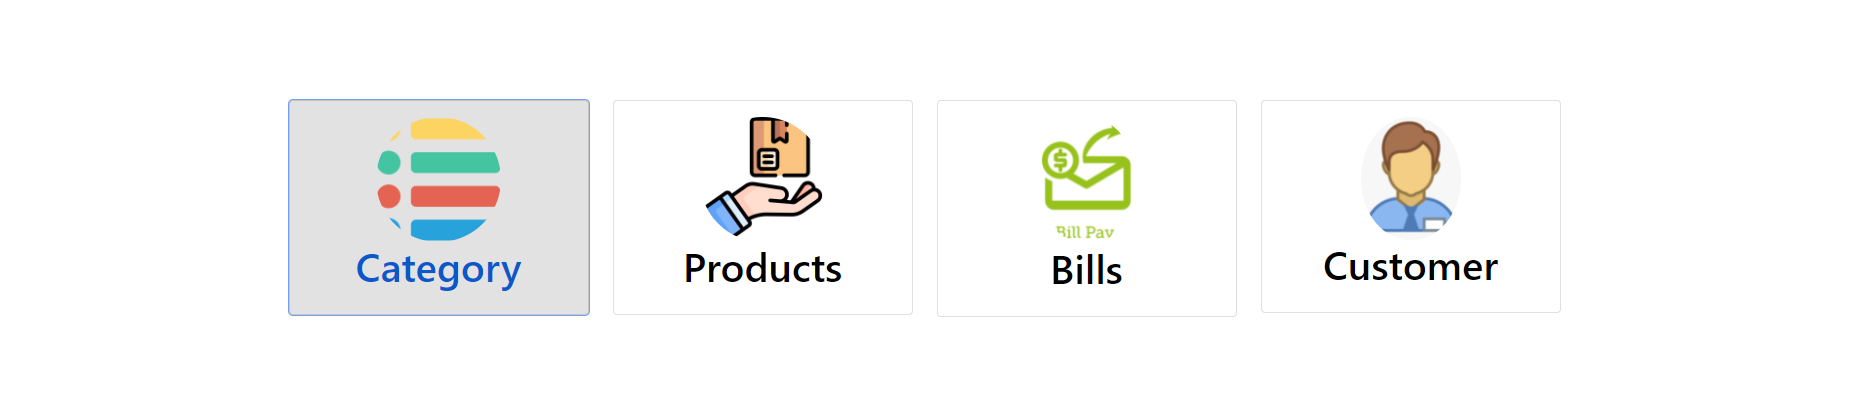 Category
Products
Bill Pay
Bills
Customer